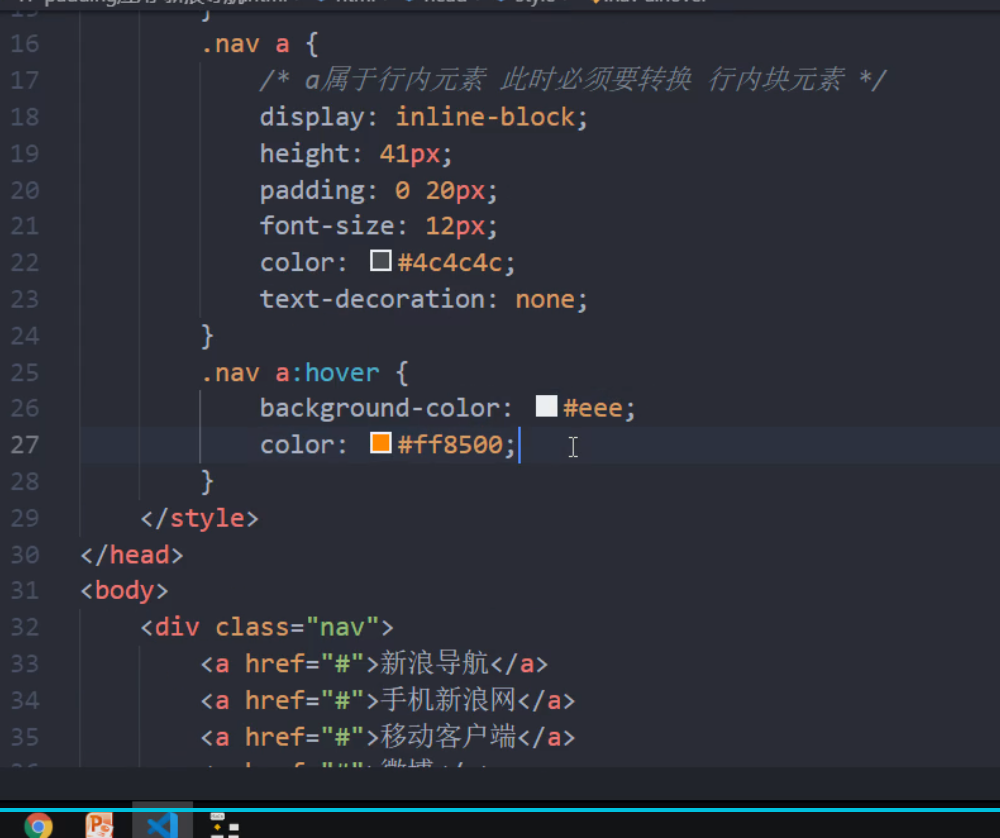 16 .nav a {
17 /* a属于行内元素 此时必须要转换 行内块元素 */
18 display: inline-block;
19 height: 41px;
20 padding: 0 20px;
21 font-size: 12px;
22 color: #4c4c4c;
23 text-decoration: none;
24 }
25 .nav a:hover {
26 background-color: #eee;
27 color: #ff8500;
28 }
29 </style>
30 </head>
31 <body>
32 <div class="nav">
33 <a href="#">新浪导航</a>
34 <a href="#">手机新浪网</a>
35 <a href="#">移动客户端</a>